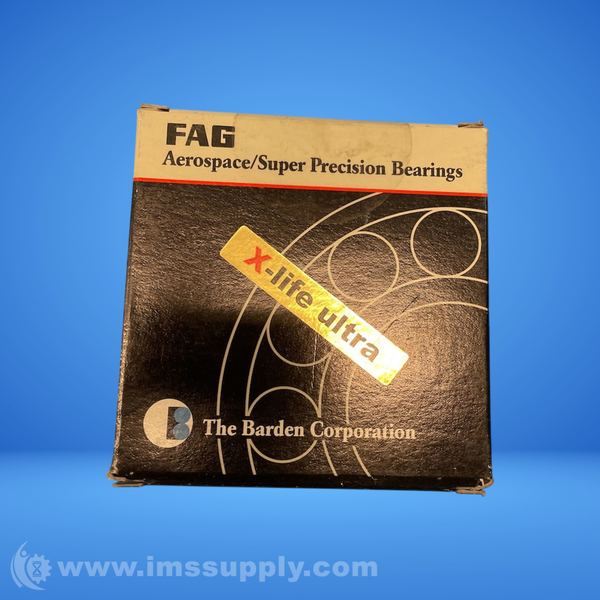 FAG
Aerospace/Super Precision Bearings
X-life ultra
B The Barden Corporation
www.imssupply.com